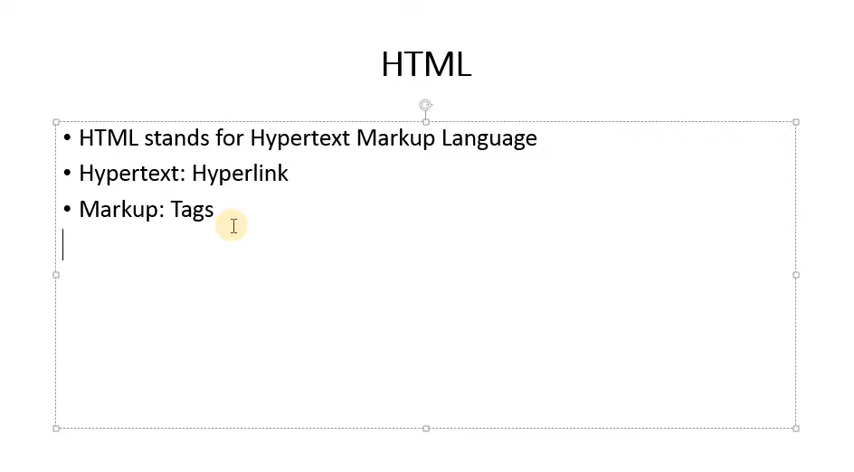 HTML
• HTML stands for Hypertext Markup Language
• Hypertext: Hyperlink
• Markup: Tags